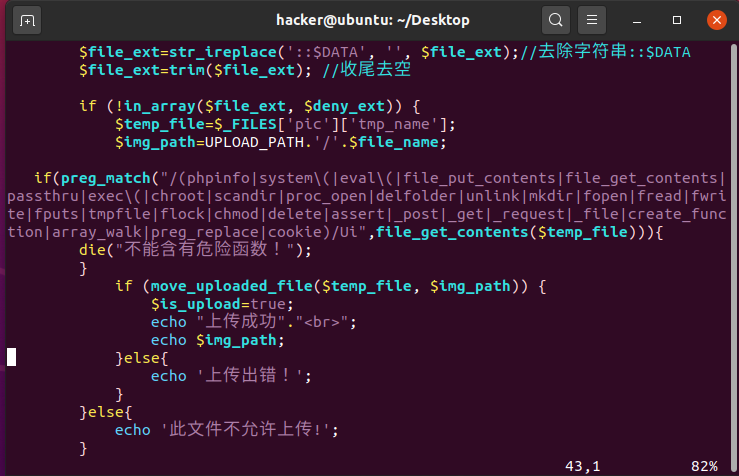 hacker@ubuntu: ~/Desktop
$file_ext=str_ireplace('::$DATA', '', $file_ext);//去除字符串::$DATA
$file_ext=trim($file_ext); //收尾去空
if (!in_array($file_ext, $deny_ext)) {
$temp_file=$_FILES['pic']['tmp_name'];
$img_path=UPLOAD_PATH.'/'.$file_name;
if(preg_match("/(phpinfo|system\(|eval\(|file_put_contents|file_get_contents|
passthru|exec\(|chroot|scandir|proc_open|delfolder|unlink|mkdir|fopen|fread|fwri
te|fputs|tmpfile|flock|chmod|delete|assert|_post|_get|_request|_file|create_func
tion|array_walk|preg_replace|cookie)/Ui",file_get_contents($temp_file))){
die("不能含有危险函数！");
}
if (move_uploaded_file($temp_file, $img_path)) {
$is_upload=true;
echo "上传成功"."<br>";
echo $img_path;
}else{
echo '上传出错！';
}
}else{
echo '此文件不允许上传!';
}
43,1 82%